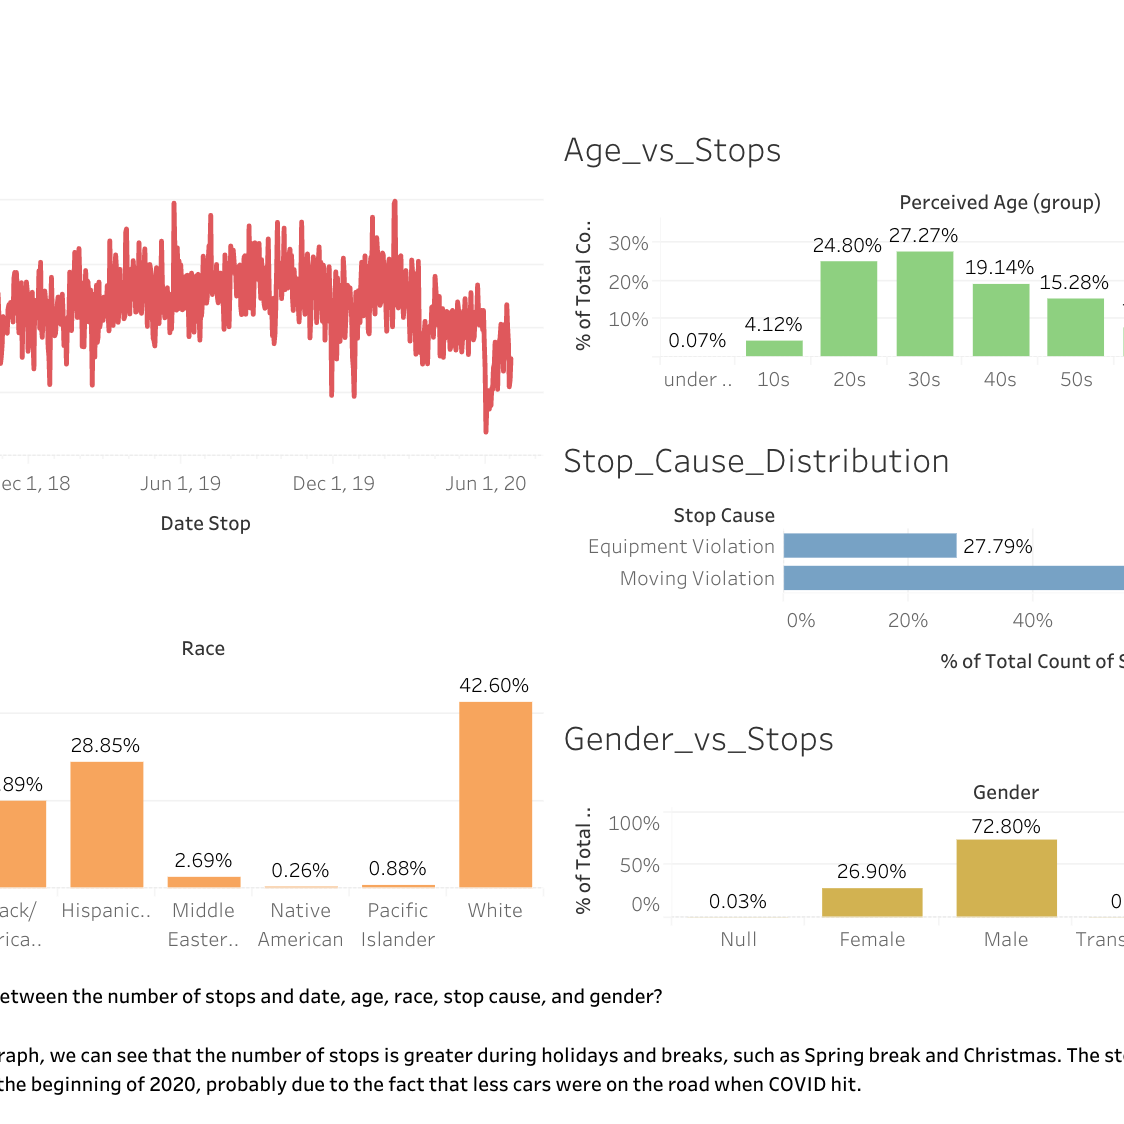 ec 1, 18 Jun 1, 19 Dec 1, 19 Jun 1, 20
Date Stop
Age_vs_Stops
Perceived Age (group)
% of Total Co..
30%
20%
10%
0.07% 4.12% 24.80% 27.27% 19.14% 15.28%
under .. 10s 20s 30s 40s 50s
Stop_Cause_Distribution
Stop Cause
Equipment Violation 27.79%
Moving Violation
0% 20% 40%
% of Total Count of S
Race
89% 28.85% 2.69% 0.26% 0.88% 42.60%
ack/ Hispanic.. Middle Native Pacific White
rica.. Easter.. American Islander
Gender_vs_Stops
Gender
% of Total ..
100%
50%
0%
0.03% 26.90% 72.80% 0
Null Female Male Trans
etween the number of stops and date, age, race, stop cause, and gender?
raph, we can see that the number of stops is greater during holidays and breaks, such as Spring break and Christmas. The sto
the beginning of 2020, probably due to the fact that less cars were on the road when COVID hit.